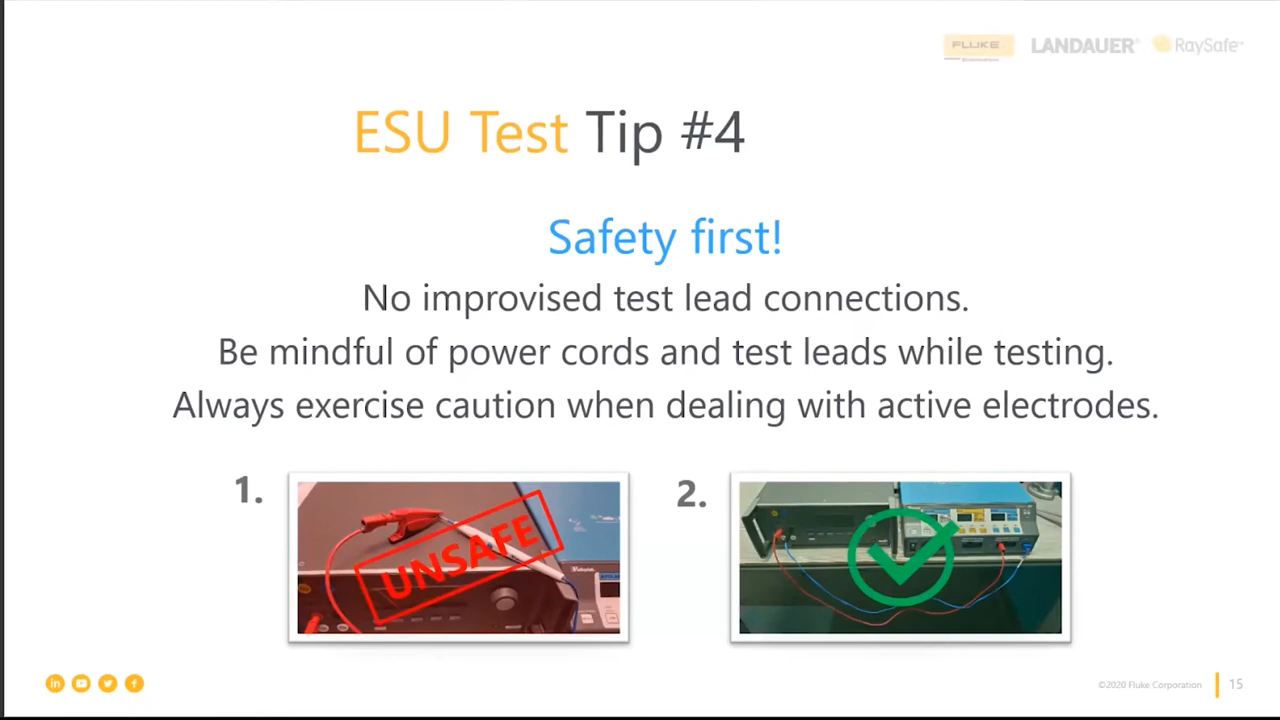 FLUKE LANDAUER® RaySafe™
ESU Test Tip #4
Safety first!
No improvised test lead connections.
Be mindful of power cords and test leads while testing.
Always exercise caution when dealing with active electrodes.
1.
UNSAFE
2.
©2020 Fluke Corporation
15